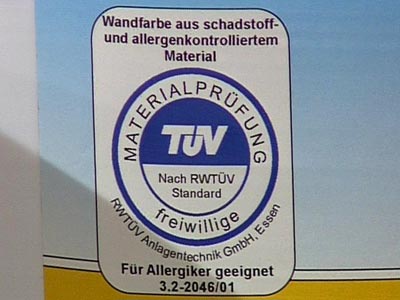 Wandfarbe aus schadstoff-
und allergenkontrolliertem
Material
MATERIALPRÜFUNG
TÜV
Nach RWTÜV
Standard
freiwillige
RWTÜV Anlagentechnik GmbH, Essen
Für Allergiker geeignet
3.2-2046/01